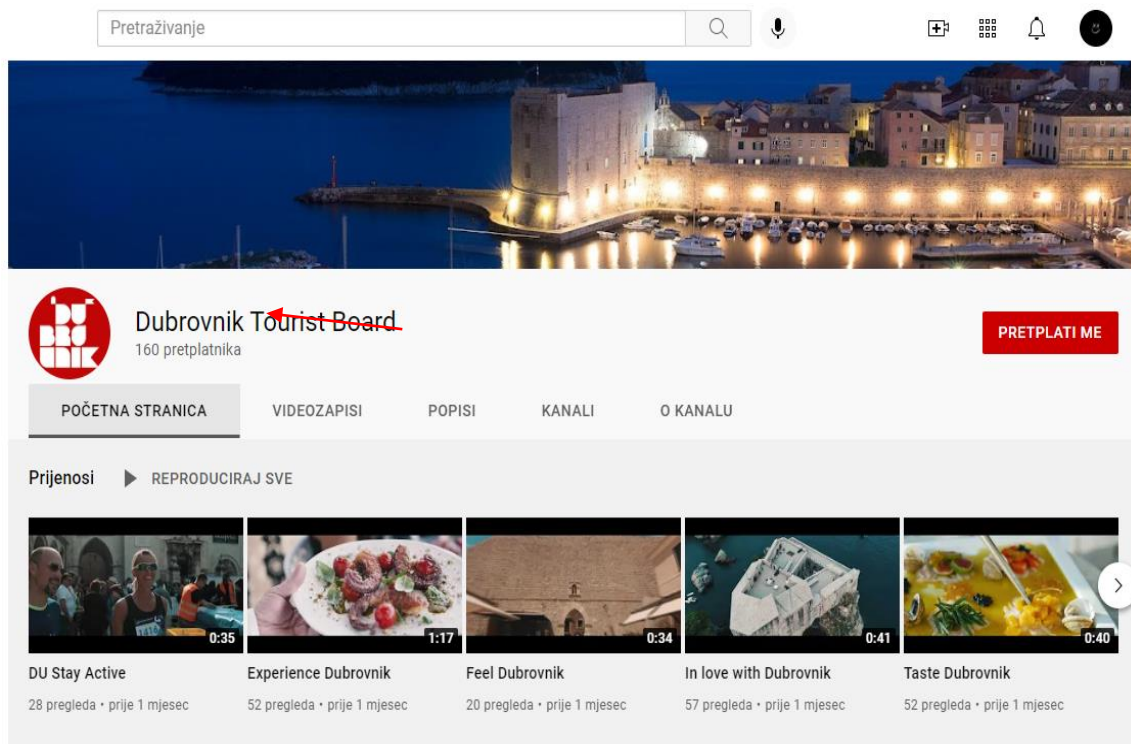 Pretraživanje
DU
BRO
VNIK
Dubrovnik Tourist Board
160 pretplatnika
PRETPLATI ME
POČETNA STRANICA
VIDEOZAPISI
POPISI
KANALI
O KANALU
Prijenosi
REPRODUCIRAJ SVE
0:35
1:17
0:34
0:41
0:40
DU Stay Active
Experience Dubrovnik
Feel Dubrovnik
In love with Dubrovnik
Taste Dubrovnik
28 pregleda • prije 1 mjesec
52 pregleda • prije 1 mjesec
20 pregleda • prije 1 mjesec
57 pregleda • prije 1 mjesec
52 pregleda • prije 1 mjesec